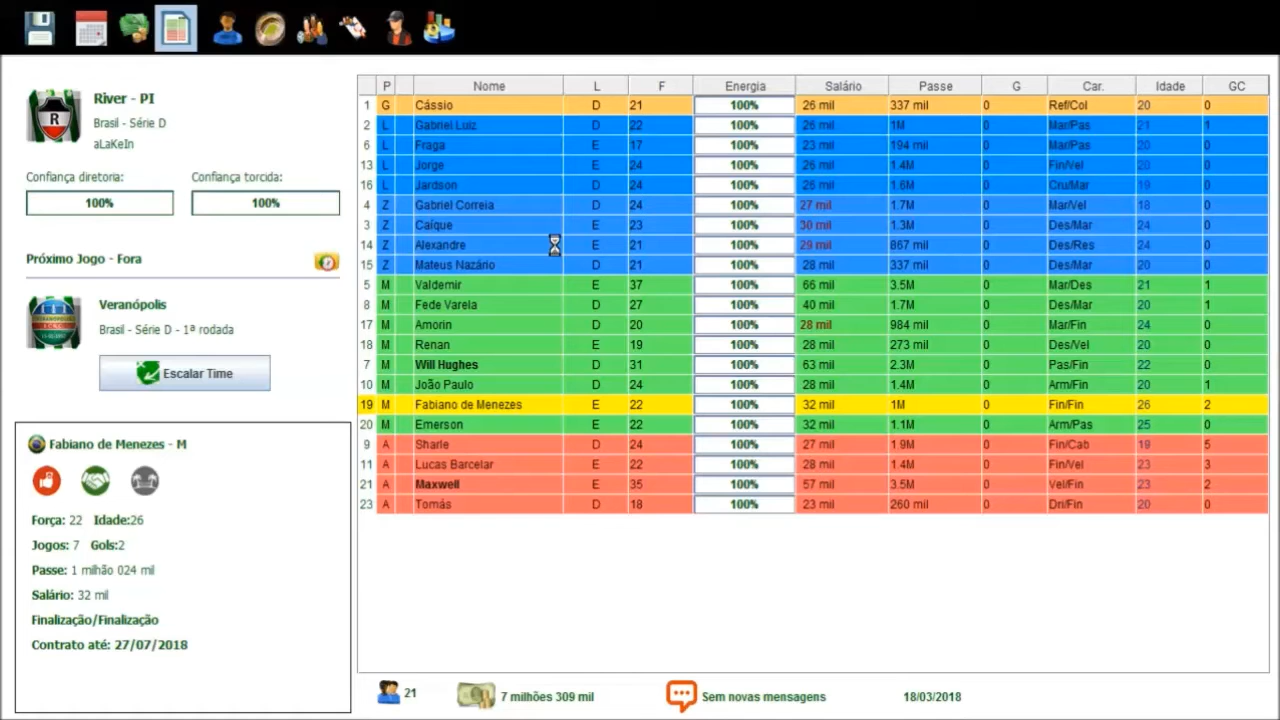 River - PI
Brasil - Série D
aLaKeIn
Confiança diretoria: Confiança torcida:
100% 100%
Próximo Jogo - Fora
Veranópolis
Brasil - Série D - 1ª rodada
Escalar Time
Fabiano de Menezes - M
Força: 22 Idade:26
Jogos: 7 Gols:2
Passe: 1 milhão 024 mil
Salário: 32 mil
Finalização/Finalização
Contrato até: 27/07/2018
P Nome L F Energia Salário Passe G Car. Idade GC
1 G Cássio D 21 100% 26 mil 337 mil 0 Ref/Col 20 0
2 L Gabriel Luiz D 22 100% 26 mil 1M 0 Mar/Pas 21 1
6 L Fraga E 17 100% 23 mil 194 mil 0 Mar/Pas 20 0
13 L Jorge E 24 100% 26 mil 1.4M 0 Fin/Vel 20 0
16 L Jardson D 24 100% 26 mil 1.6M 0 Cru/Mar 19 0
4 Z Gabriel Correia D 24 100% 27 mil 1.7M 0 Mar/Vel 18 0
3 Z Caíque E 23 100% 30 mil 1.3M 0 Des/Mar 24 0
14 Z Alexandre E 21 100% 29 mil 867 mil 0 Des/Res 24 0
15 Z Mateus Nazário D 21 100% 28 mil 337 mil 0 Des/Mar 20 0
5 M Valdemir E 37 100% 66 mil 3.5M 0 Mar/Des 21 1
8 M Fede Varela D 27 100% 40 mil 1.7M 0 Des/Mar 20 1
17 M Amorin D 20 100% 28 mil 984 mil 0 Mar/Fin 24 0
18 M Renan E 19 100% 28 mil 273 mil 0 Des/Vel 20 0
7 M Will Hughes D 31 100% 63 mil 2.3M 0 Pas/Fin 22 0
10 M João Paulo D 24 100% 28 mil 1.4M 0 Arm/Fin 20 1
19 M Fabiano de Menezes E 22 100% 32 mil 1M 0 Fin/Fin 26 2
20 M Emerson E 22 100% 32 mil 1.1M 0 Arm/Pas 25 0
9 A Sharle D 24 100% 27 mil 1.9M 0 Fin/Cab 19 5
11 A Lucas Barcelar E 22 100% 28 mil 1.4M 0 Fin/Vel 23 3
21 A Maxwell E 35 100% 57 mil 3.5M 0 Vel/Fin 23 2
23 A Tomás D 18 100% 23 mil 260 mil 0 Dri/Fin 20 0
21 7 milhões 309 mil Sem novas mensagens 18/03/2018